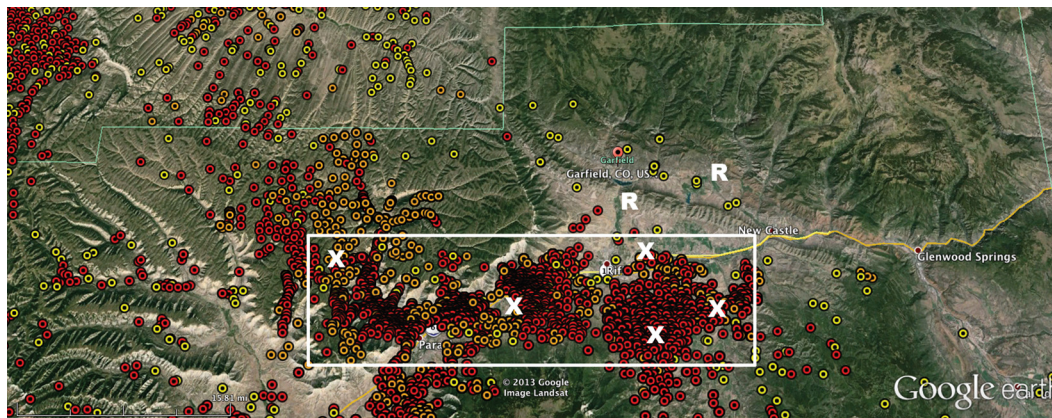 Garfield
Garfield, CO, US
R
R
New Castle
X
X
Glenwood Springs
Rif
X
X
X
Para
© 2013 Google
Image Landsat
15.81 mi
Google earth